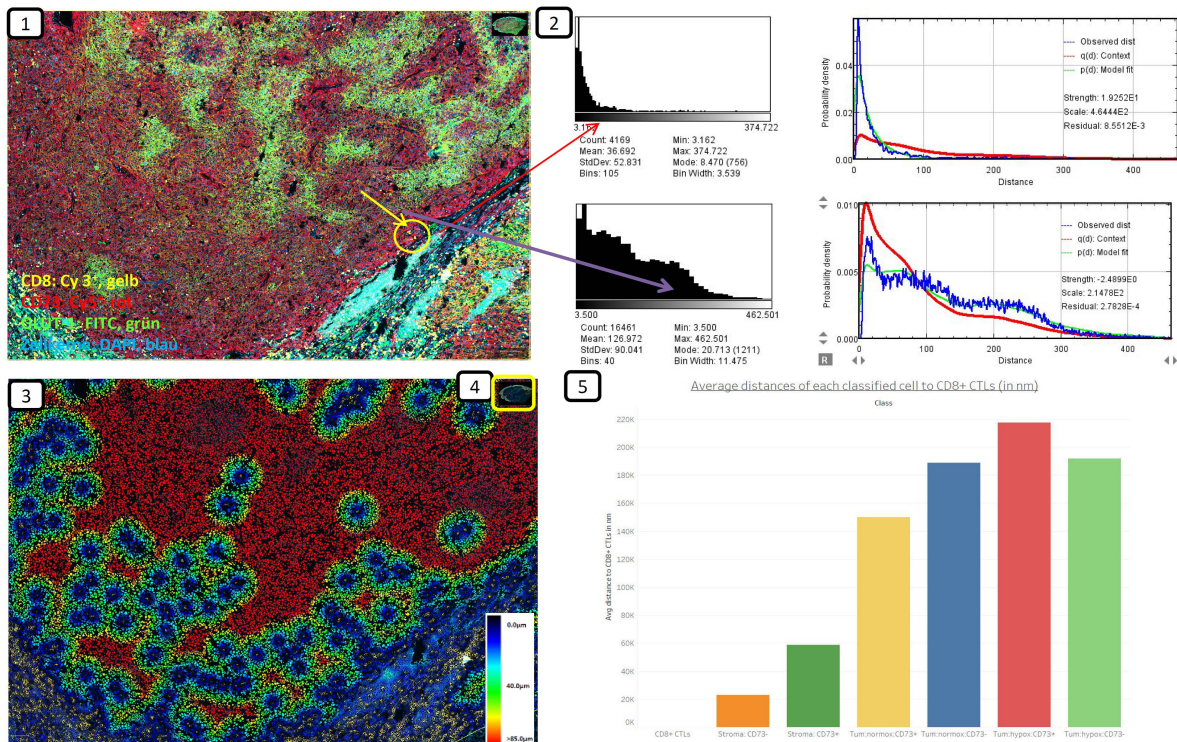 1
CD8: Cy 3 , gelb
CD73: Cy5, rot
GLUT-1: FITC, grün
Zellkerne: DAPI, blau
2
3.162
374.722
Count: 4169
Min: 3.162
Mean: 36.692
Max: 374.722
StdDev: 52.831
Mode: 8.470 (756)
Bins: 105
Bin Width: 3.539
Probability density
0.04
0.02
0.00
0
100
200
300
400
Distance
Observed dist
q(d): Context
p(d): Model fit
Strength: 1.9252E1
Scale: 4.6444E2
Residual: 8.5512E-3
3.500
462.501
Count: 16461
Min: 3.500
Mean: 126.972
Max: 462.501
StdDev: 90.041
Mode: 20.713 (1211)
Bins: 40
Bin Width: 11.475
Probability density
0.010
0.005
0.000
0
100
200
300
400
Distance
Observed dist
q(d): Context
p(d): Model fit
Strength: -2.4899E0
Scale: 2.1478E2
Residual: 2.7828E-4
R
3
0.0µm
40.0µm
>85.0µm
4
5
Average distances of each classified cell to CD8+ CTLs (in nm)
Class
Avg distance to CD8+ CTLs in nm
220K
200K
180K
160K
140K
120K
100K
80K
60K
40K
20K
0K
CD8+ CTLs
Stroma: CD73-
Stroma: CD73+
Tum:normox:CD73+
Tum:normox:CD73-
Tum:hypox:CD73+
Tum:hypox:CD73-